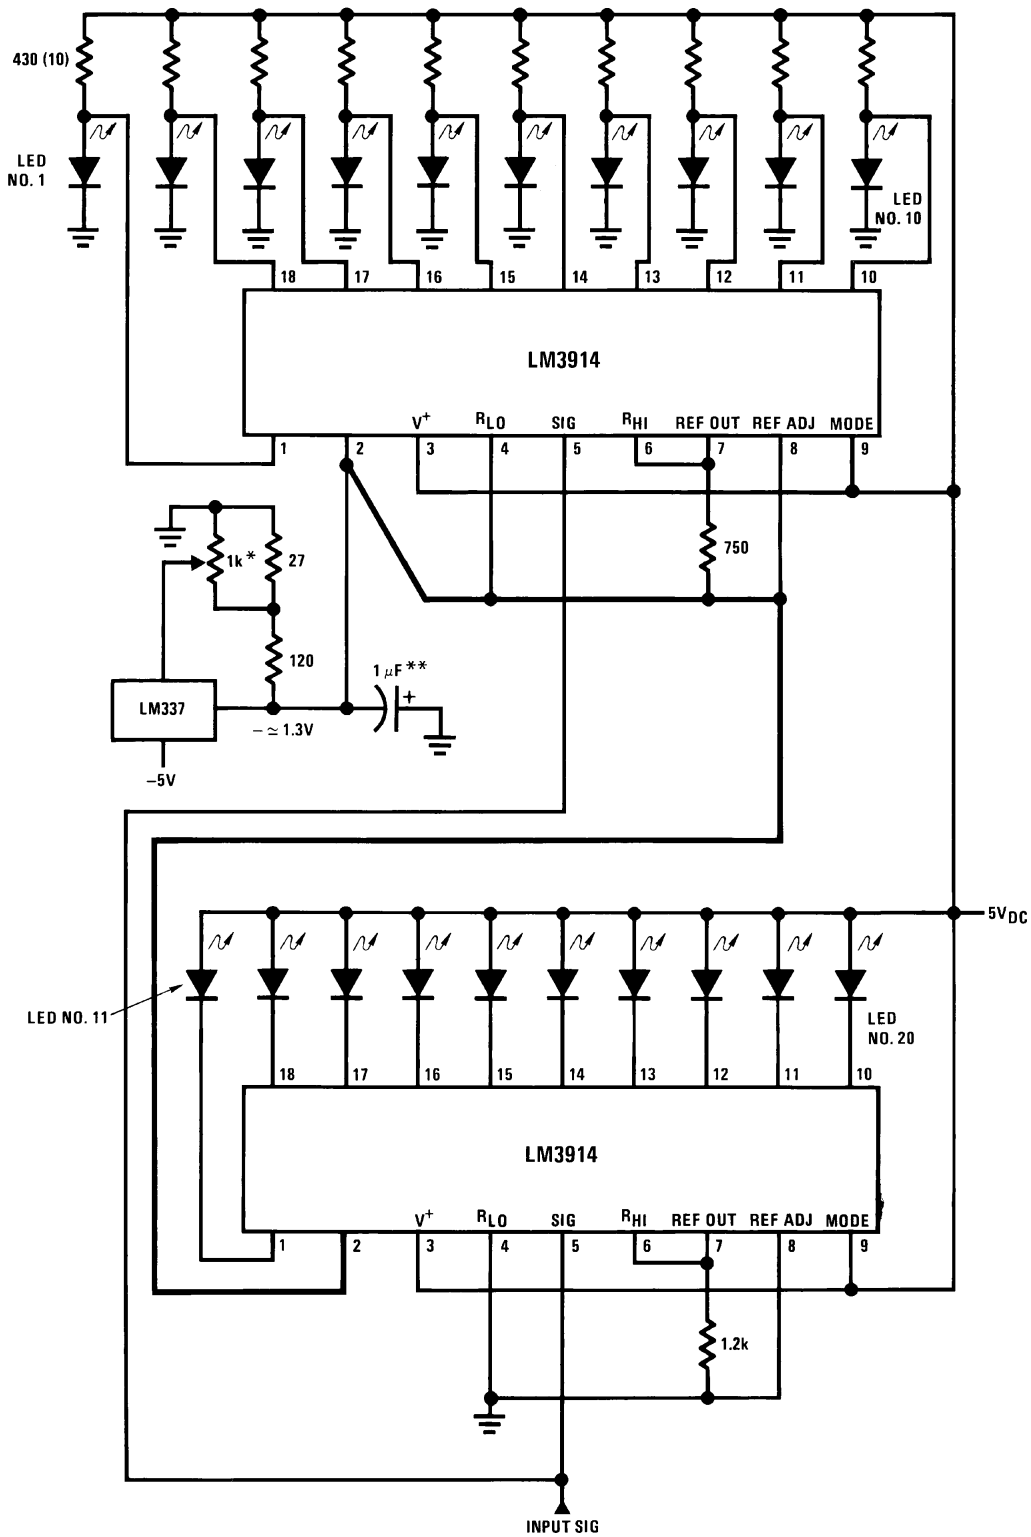 430 (10)
LED
NO. 1
LED
NO. 10
18 17 16 15 14 13 12 11 10
LM3914
V+ RLO SIG RHI REF OUT REF ADJ MODE
1 2 3 4 5 6 7 8 9
1k* 27
750
120
1 µF**
+
LM337
− ≃ 1.3V
−5V
5VDC
LED NO. 11
LED
NO. 20
18 17 16 15 14 13 12 11 10
LM3914
V+ RLO SIG RHI REF OUT REF ADJ MODE
1 2 3 4 5 6 7 8 9
1.2k
INPUT SIG